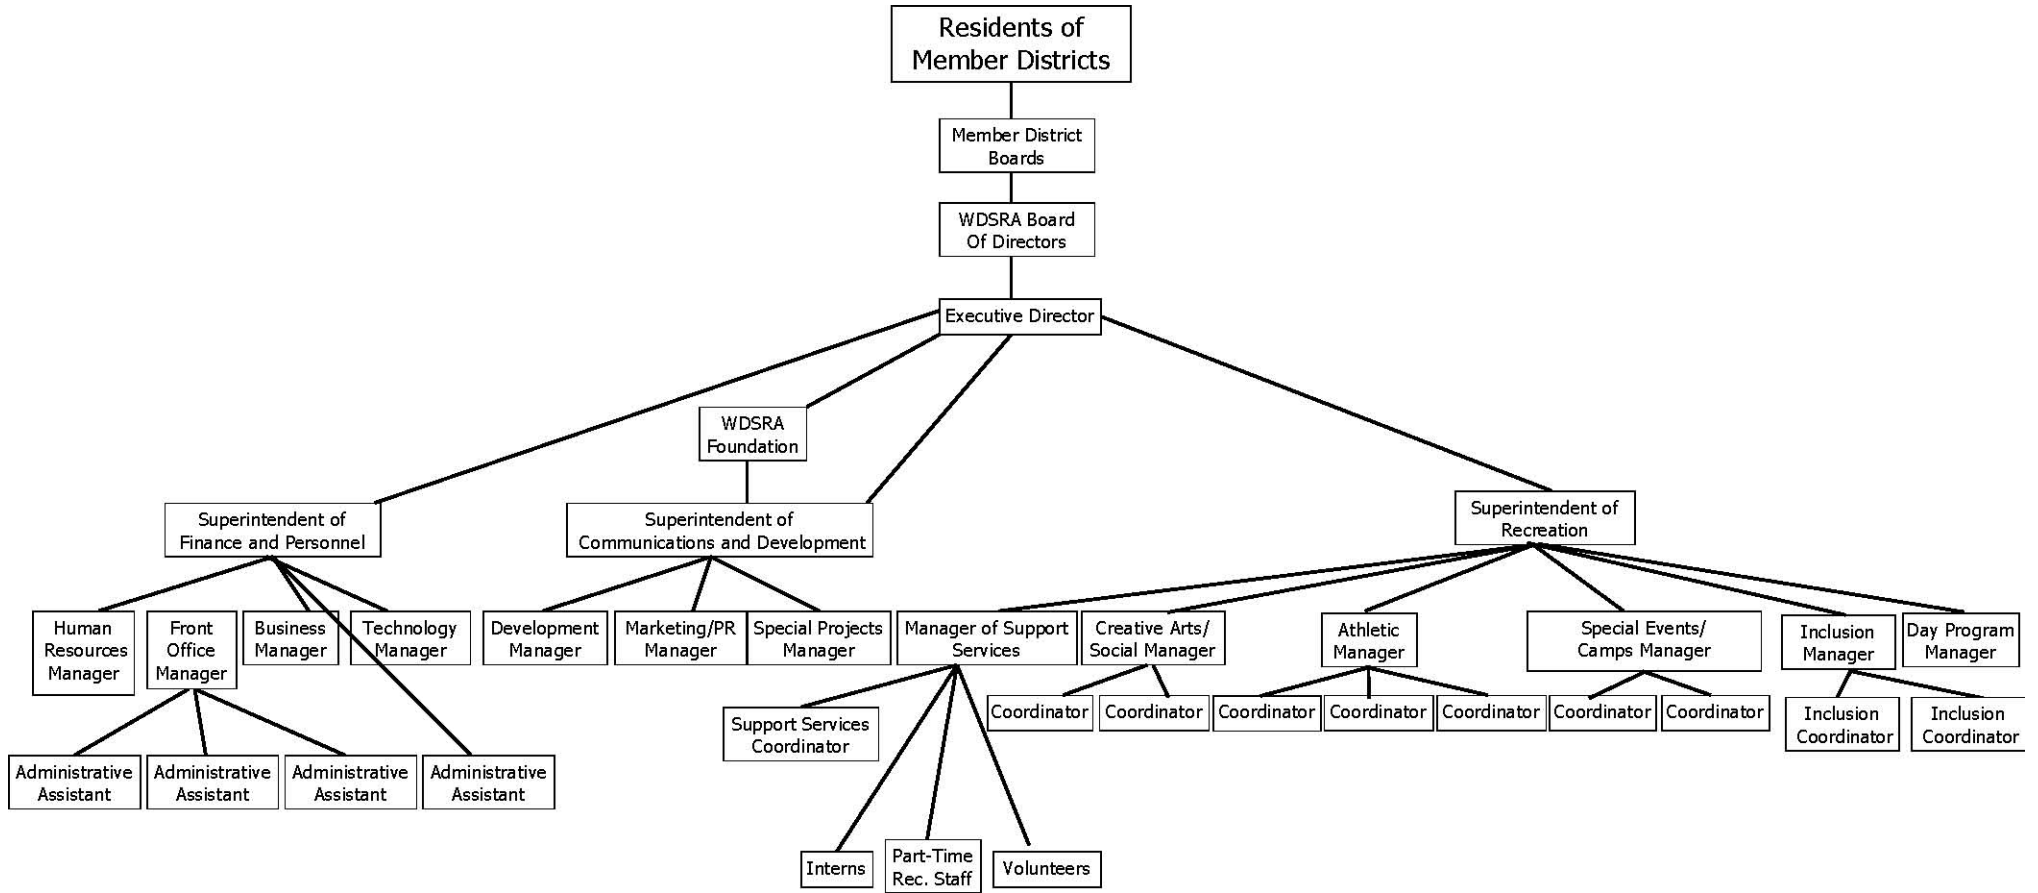 Residents of
Member Districts
Member District
Boards
WDSRA Board
Of Directors
Executive Director
WDSRA
Foundation
Superintendent of
Finance and Personnel
Superintendent of
Communications and Development
Superintendent of
Recreation
Human
Resources
Manager
Front
Office
Manager
Business
Manager
Technology
Manager
Development
Manager
Marketing/PR
Manager
Special Projects
Manager
Manager of Support
Services
Creative Arts/
Social Manager
Athletic
Manager
Special Events/
Camps Manager
Inclusion
Manager
Day Program
Manager
Support Services
Coordinator
Coordinator
Coordinator
Coordinator
Coordinator
Coordinator
Coordinator
Coordinator
Inclusion
Coordinator
Inclusion
Coordinator
Administrative
Assistant
Administrative
Assistant
Administrative
Assistant
Administrative
Assistant
Interns
Part-Time
Rec. Staff
Volunteers